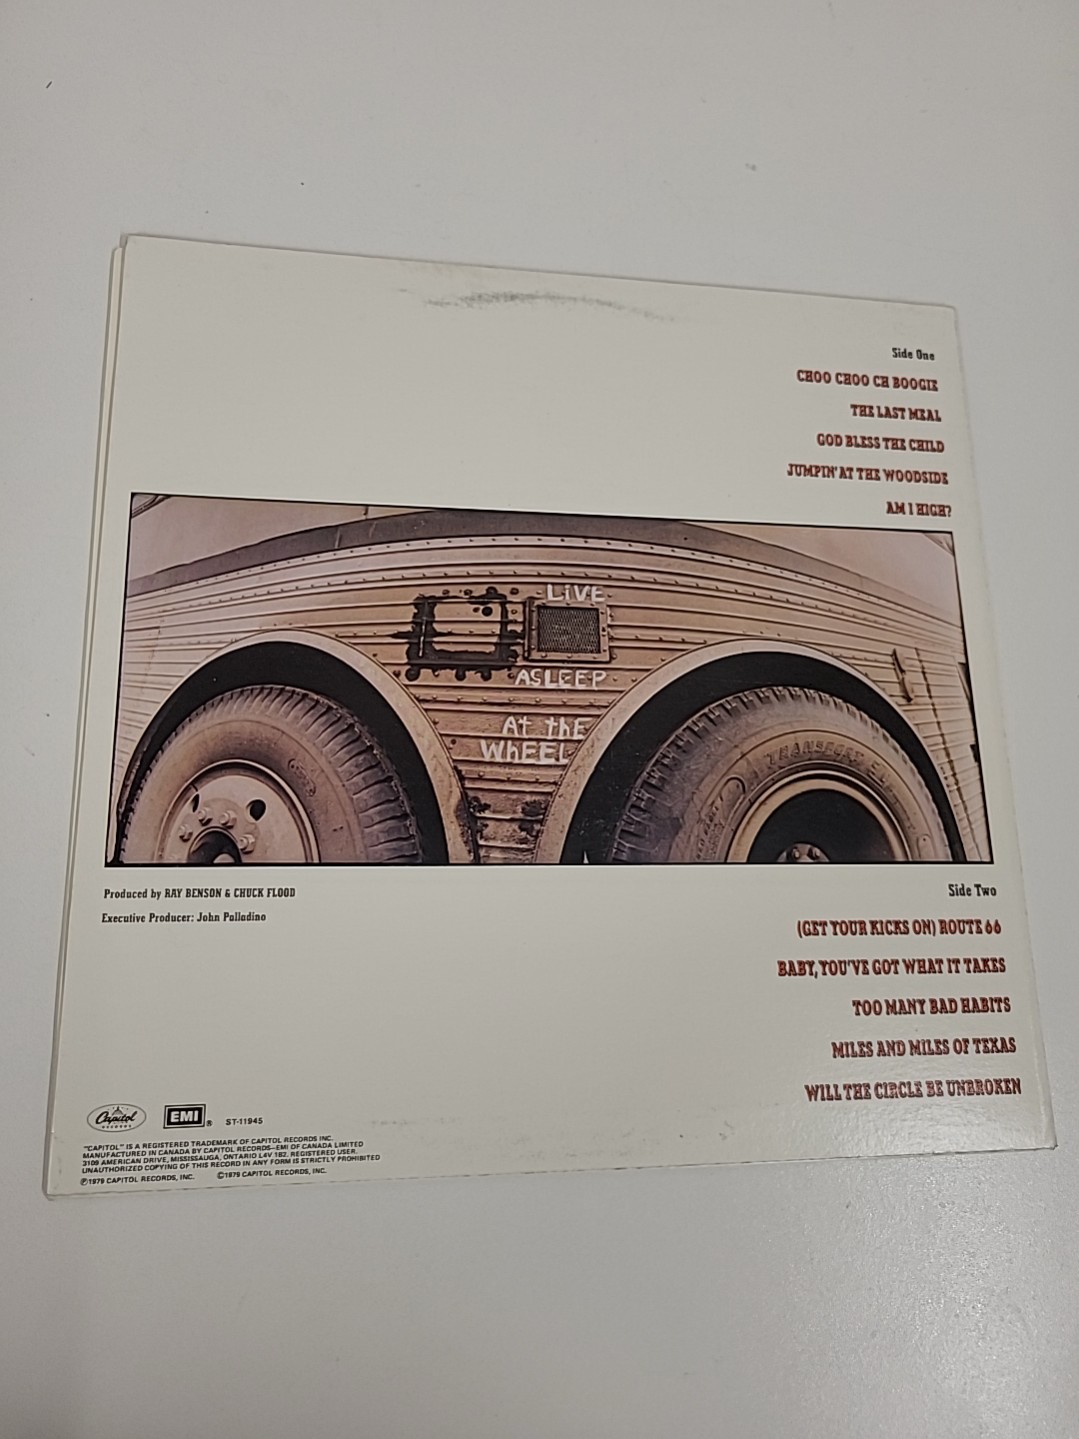 Side One
CHOO CHOO CH BOOGIE
THE LAST MEAL
GOD BLESS THE CHILD
JUMPIN' AT THE WOODSIDE
AM I HIGH?
LiVE
ASLEEP
At thE
WhEEL
TRANSPORT
Produced by RAY BENSON & CHUCK FLOOD
Executive Producer: John Palladino
Side Two
(GET YOUR KICKS ON) ROUTE 66
BABY, YOU'VE GOT WHAT IT TAKES
TOO MANY BAD HABITS
MILES AND MILES OF TEXAS
WILL THE CIRCLE BE UNBROKEN
Capitol
RECORDS
EMI® ST-11945
"CAPITOL" IS A REGISTERED TRADEMARK OF CAPITOL RECORDS INC.
MANUFACTURED IN CANADA BY CAPITOL RECORDS—EMI OF CANADA LIMITED
3109 AMERICAN DRIVE, MISSISSAUGA, ONTARIO L4V 1B2. REGISTERED USER.
UNAUTHORIZED COPYING OF THIS RECORD IN ANY FORM IS STRICTLY PROHIBITED
℗1979 CAPITOL RECORDS, INC. ©1979 CAPITOL RECORDS, INC.